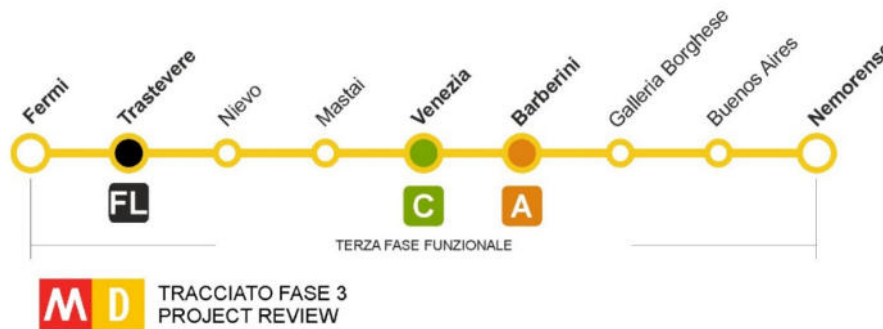 Fermi
Trastevere
Nievo
Mastai
Venezia
Barberini
Galleria Borghese
Buenos Aires
Nemorense
FL
C
A
TERZA FASE FUNZIONALE
M D
TRACCIATO FASE 3
PROJECT REVIEW